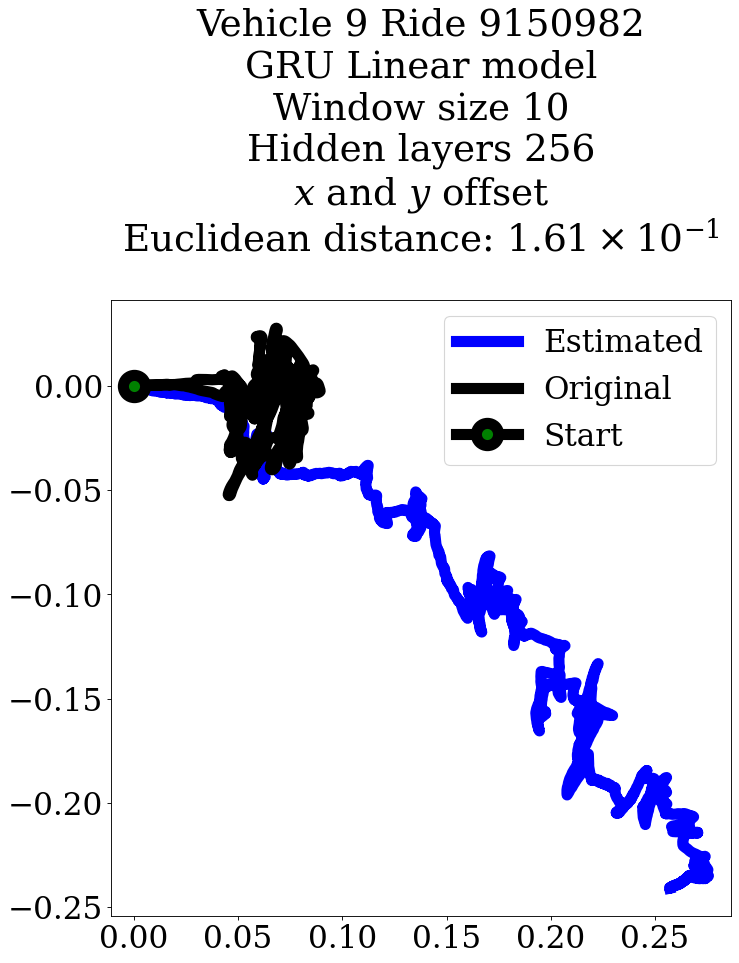 Vehicle 9 Ride 9150982
GRU Linear model
Window size 10
Hidden layers 256
x and y offset
Euclidean distance: 1.61 × 10⁻¹
Estimated
Original
Start
0.00
−0.05
−0.10
−0.15
−0.20
−0.25
0.00 0.05 0.10 0.15 0.20 0.25